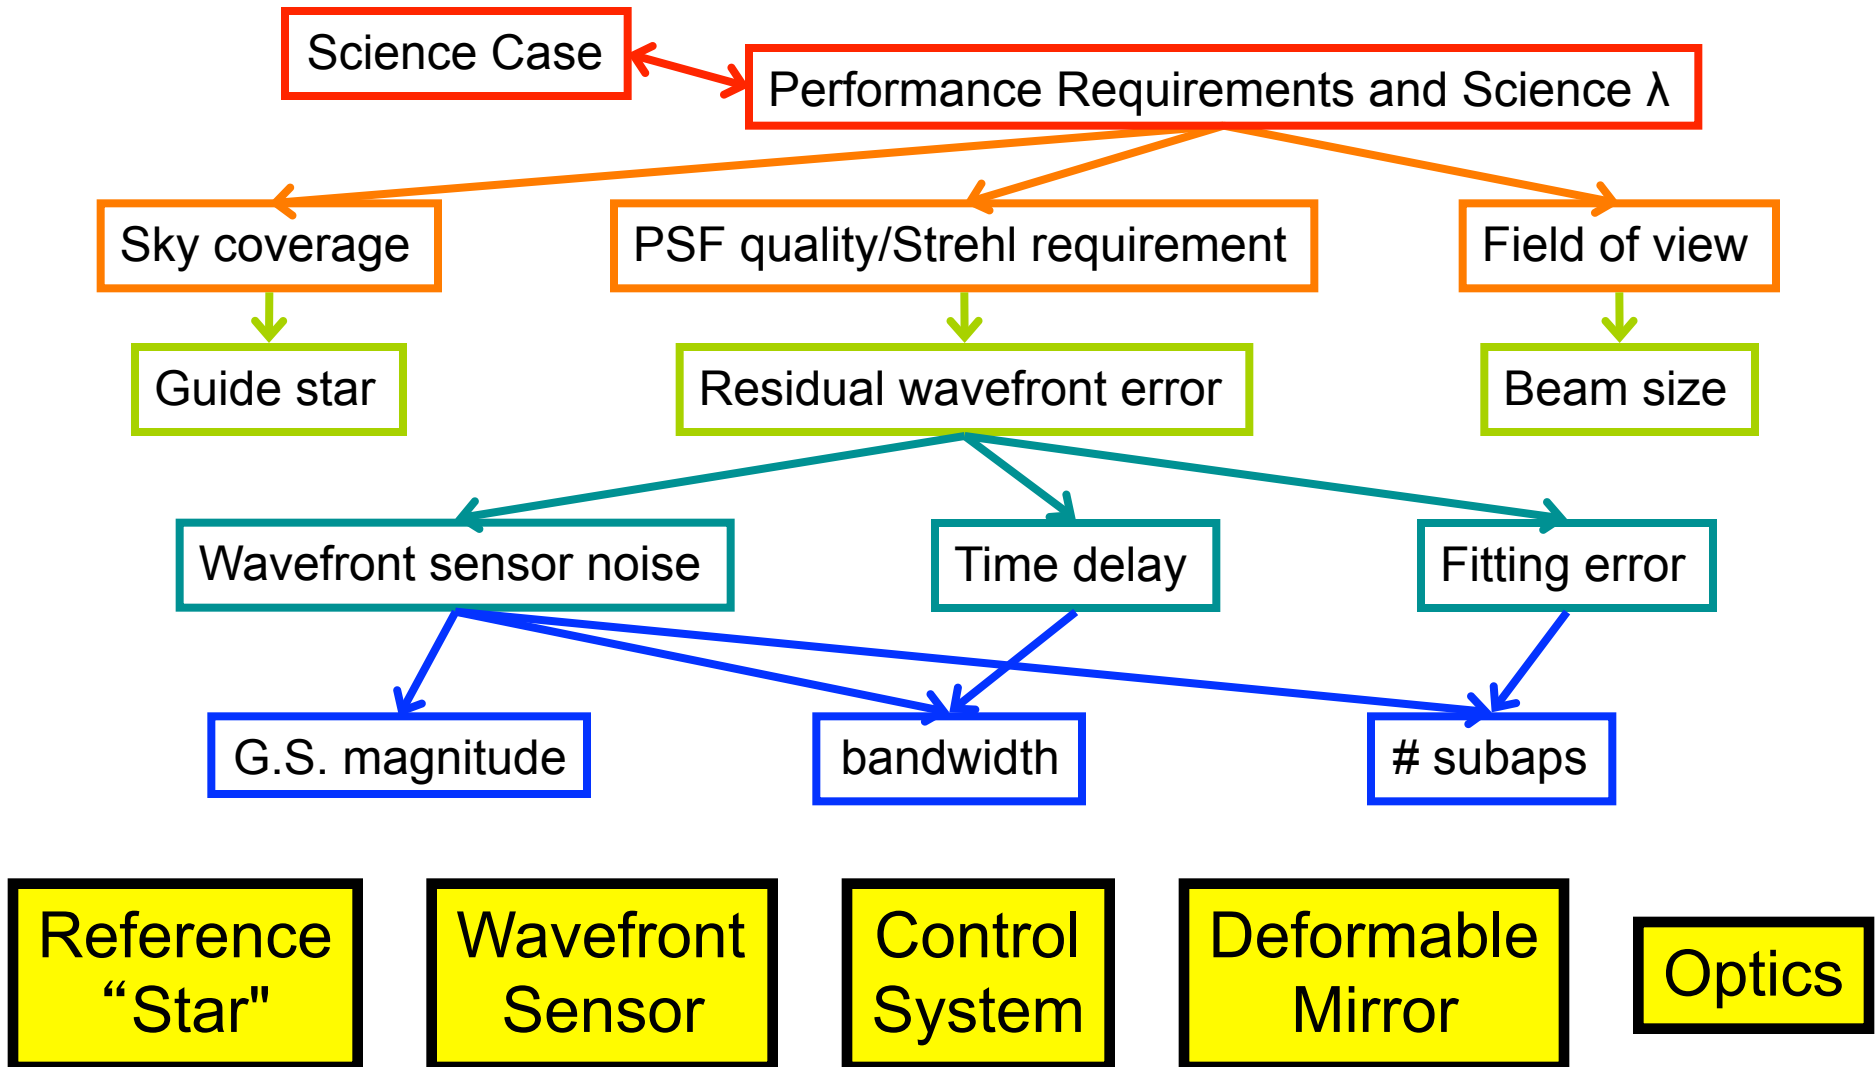 Science Case
Performance Requirements and Science λ
Sky coverage
PSF quality/Strehl requirement
Field of view
Guide star
Residual wavefront error
Beam size
Wavefront sensor noise
Time delay
Fitting error
G.S. magnitude
bandwidth
# subaps
Reference
“Star"
Wavefront
Sensor
Control
System
Deformable
Mirror
Optics